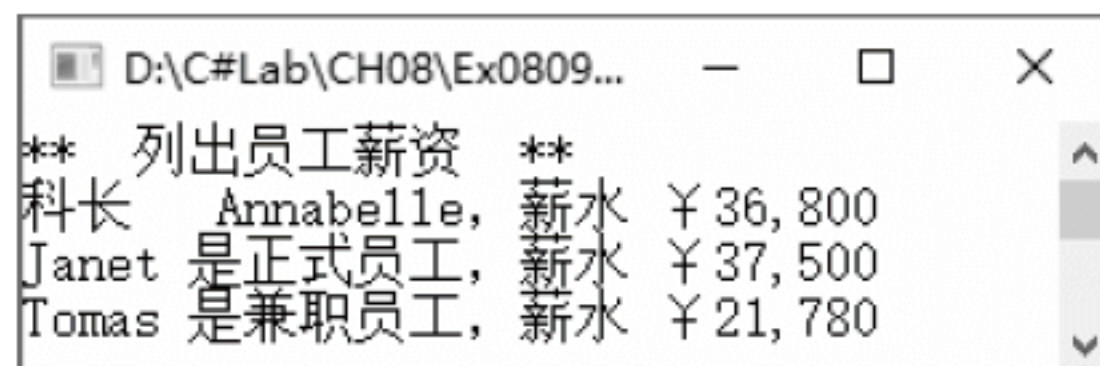 D:\C#Lab\CH08\Ex0809...
** 列出员工薪资 **
科长 Annabelle, 薪水 ￥36,800
Janet 是正式员工, 薪水 ￥37,500
Tomas 是兼职员工, 薪水 ￥21,780